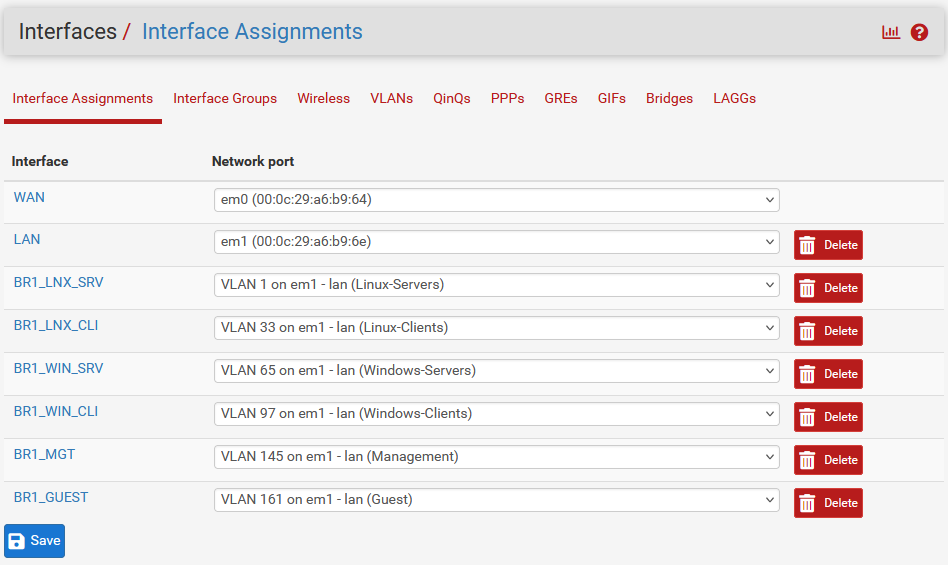 Interfaces / Interface Assignments
Interface Assignments Interface Groups Wireless VLANs QinQs PPPs GREs GIFs Bridges LAGGs
Interface Network port
WAN em0 (00:0c:29:a6:b9:64)
LAN em1 (00:0c:29:a6:b9:6e) Delete
BR1_LNX_SRV VLAN 1 on em1 - lan (Linux-Servers) Delete
BR1_LNX_CLI VLAN 33 on em1 - lan (Linux-Clients) Delete
BR1_WIN_SRV VLAN 65 on em1 - lan (Windows-Servers) Delete
BR1_WIN_CLI VLAN 97 on em1 - lan (Windows-Clients) Delete
BR1_MGT VLAN 145 on em1 - lan (Management) Delete
BR1_GUEST VLAN 161 on em1 - lan (Guest) Delete
Save